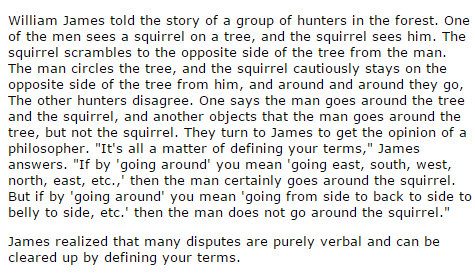 William James told the story of a group of hunters in the forest. One
of the men sees a squirrel on a tree, and the squirrel sees him. The
squirrel scrambles to the opposite side of the tree from the man.
The man circles the tree, and the squirrel cautiously stays on the
opposite side of the tree from him, and around and around they go,
The other hunters disagree. One says the man goes around the tree
and the squirrel, and another objects that the man goes around the
tree, but not the squirrel. They turn to James to get the opinion of a
philosopher. "It's all a matter of defining your terms," James
answers. "If by 'going around' you mean 'going east, south, west,
north, east, etc.,' then the man certainly goes around the squirrel.
But if by 'going around' you mean 'going from side to back to side to
belly to side, etc.' then the man does not go around the squirrel."
James realized that many disputes are purely verbal and can be
cleared up by defining your terms.